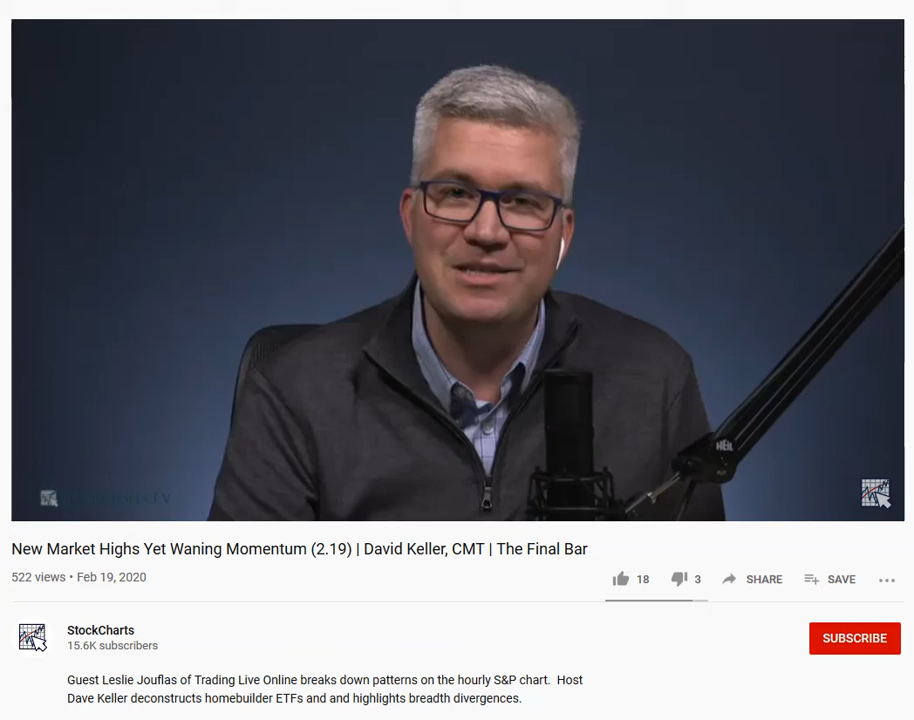 HEIL
TV
New Market Highs Yet Waning Momentum (2.19) | David Keller, CMT | The Final Bar
522 views • Feb 19, 2020
18
3
SHARE
SAVE
StockCharts
15.6K subscribers
SUBSCRIBE
Guest Leslie Jouflas of Trading Live Online breaks down patterns on the hourly S&P chart. Host
Dave Keller deconstructs homebuilder ETFs and and highlights breadth divergences.